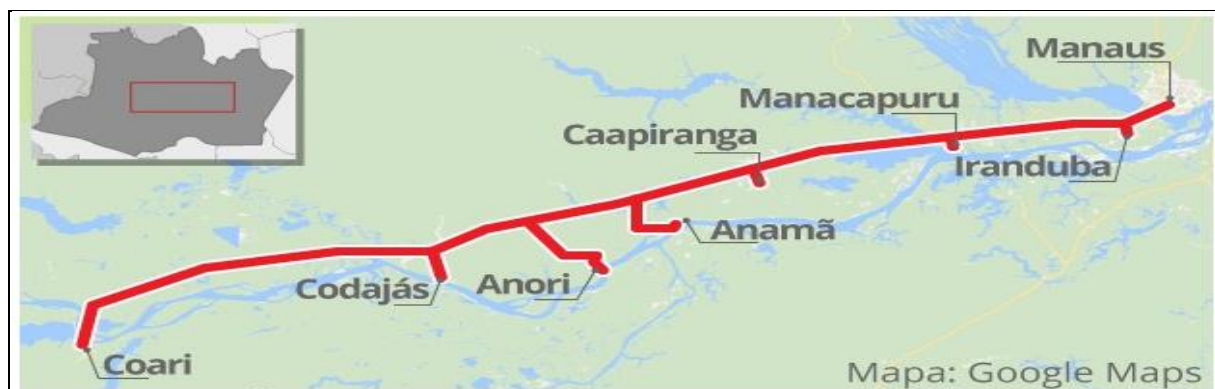 Manaus
Manacapuru
Caapiranga
Iranduba
Anamã
Anori
Codajás
Coari
Mapa: Google Maps